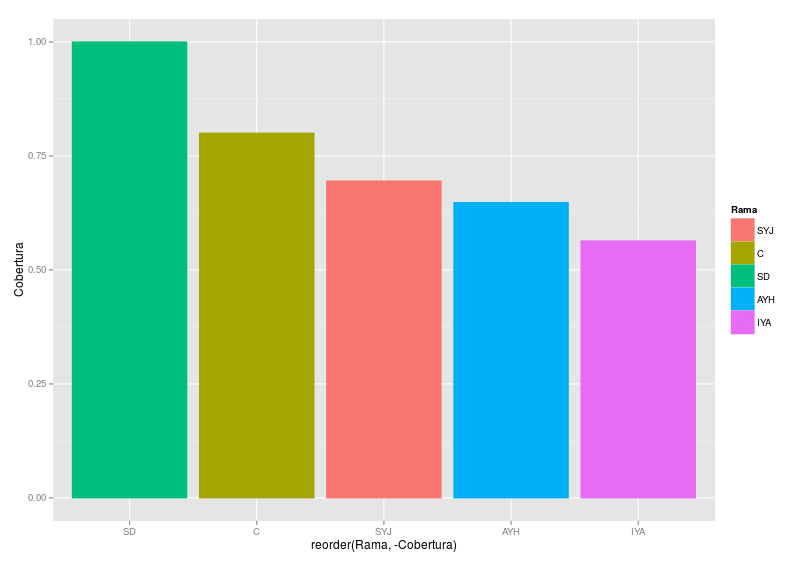 1.00
0.75
0.50
0.25
0.00
Cobertura
SD
C
SYJ
AYH
IYA
reorder(Rama, -Cobertura)
Rama
SYJ
C
SD
AYH
IYA